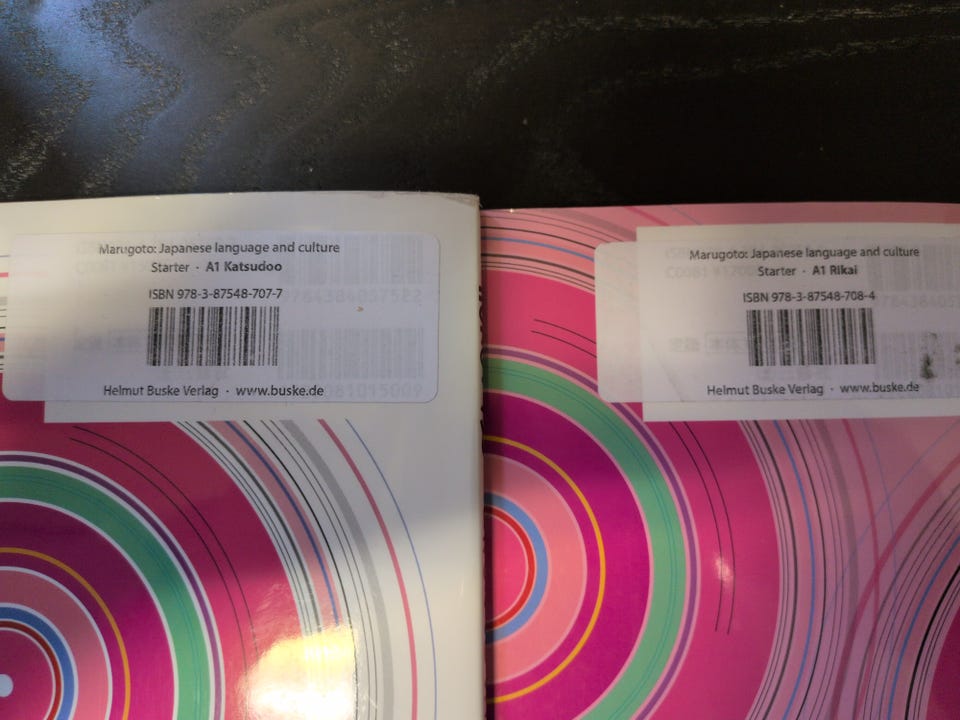 Marugoto: Japanese language and culture
Starter · A1 Katsudoo
ISBN 978-3-87548-707-7
9784384057522
Helmut Buske Verlag · www.buske.de
Marugoto: Japanese language and culture
Starter · A1 Rikai
ISBN 978-3-87548-708-4
Helmut Buske Verlag · www.buske.de